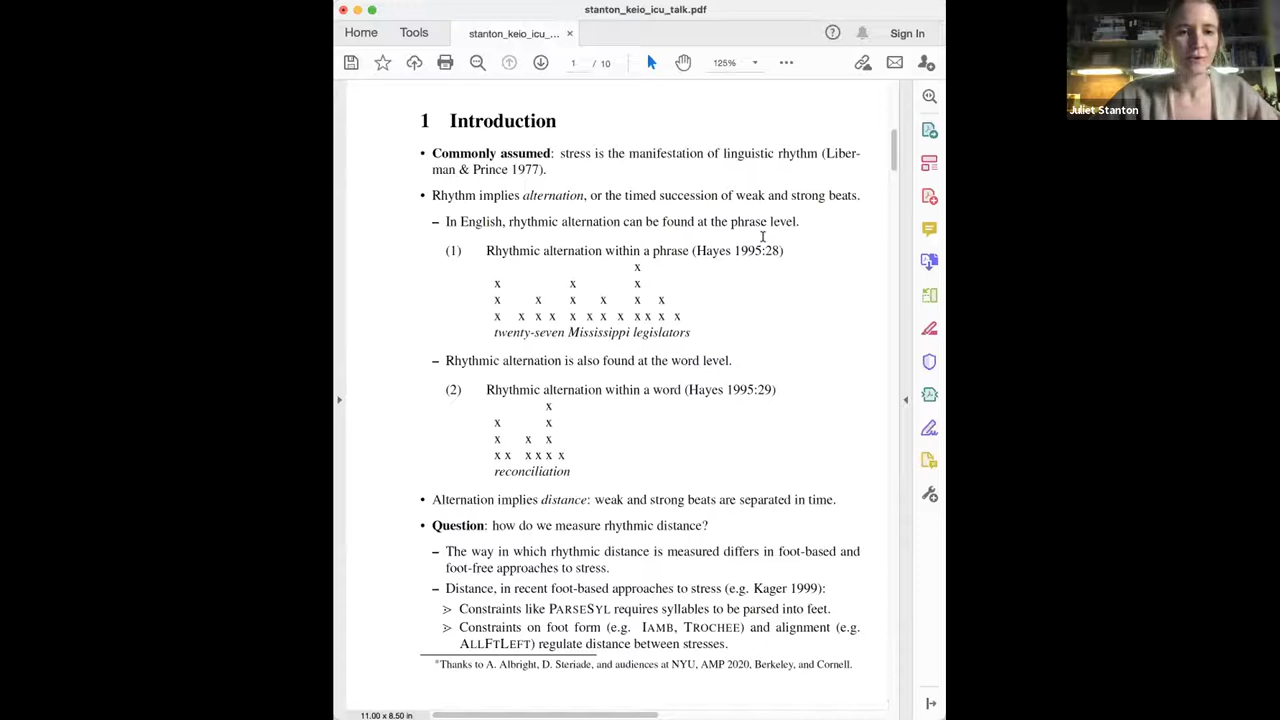 stanton_keio_icu_talk.pdf
Home Tools stanton_keio_icu_... × Sign In
1 / 10 125%
Juliet Stanton
1 Introduction
• Commonly assumed: stress is the manifestation of linguistic rhythm (Liber-
man & Prince 1977).
• Rhythm implies alternation, or the timed succession of weak and strong beats.
– In English, rhythmic alternation can be found at the phrase level.
(1) Rhythmic alternation within a phrase (Hayes 1995:28)
x
x x x
x x x x x x
x x x x x x x x x x x x
twenty-seven Mississippi legislators
– Rhythmic alternation is also found at the word level.
(2) Rhythmic alternation within a word (Hayes 1995:29)
x
x x
x x x
x x x x x x
reconciliation
• Alternation implies distance: weak and strong beats are separated in time.
• Question: how do we measure rhythmic distance?
– The way in which rhythmic distance is measured differs in foot-based and
foot-free approaches to stress.
– Distance, in recent foot-based approaches to stress (e.g. Kager 1999):
⪢ Constraints like PARSESYL requires syllables to be parsed into feet.
⪢ Constraints on foot form (e.g. IAMB, TROCHEE) and alignment (e.g.
ALLFTLEFT) regulate distance between stresses.
*Thanks to A. Albright, D. Steriade, and audiences at NYU, AMP 2020, Berkeley, and Cornell.
11.00 x 8.50 in